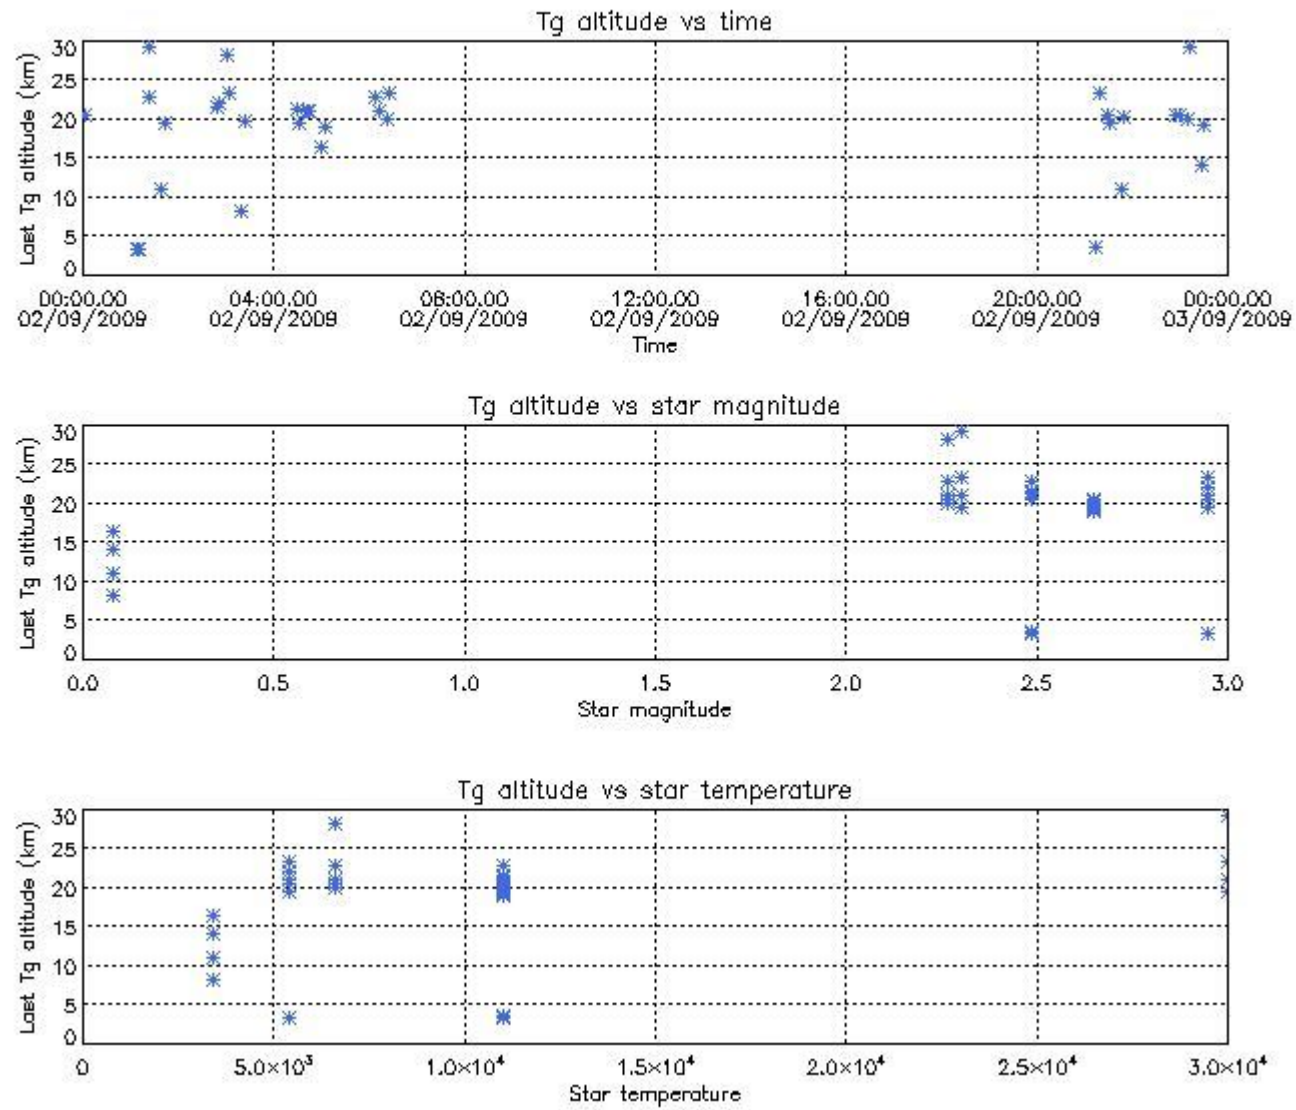 Tg altitude vs time
Last Tg altitude (km)
30
25
20
15
10
5
0
00:00.00 04:00.00 08:00.00 12:00.00 16:00.00 20:00.00 00:00.00
02/09/2009 02/09/2009 02/09/2009 02/09/2009 02/09/2009 02/09/2009 03/09/2009
Time
Tg altitude vs star magnitude
Last Tg altitude (km)
30
25
20
15
10
5
0
0.0 0.5 1.0 1.5 2.0 2.5 3.0
Star magnitude
Tg altitude vs star temperature
Last Tg altitude (km)
30
25
20
15
10
5
0
0 5.0×10³ 1.0×10⁴ 1.5×10⁴ 2.0×10⁴ 2.5×10⁴ 3.0×10⁴
Star temperature